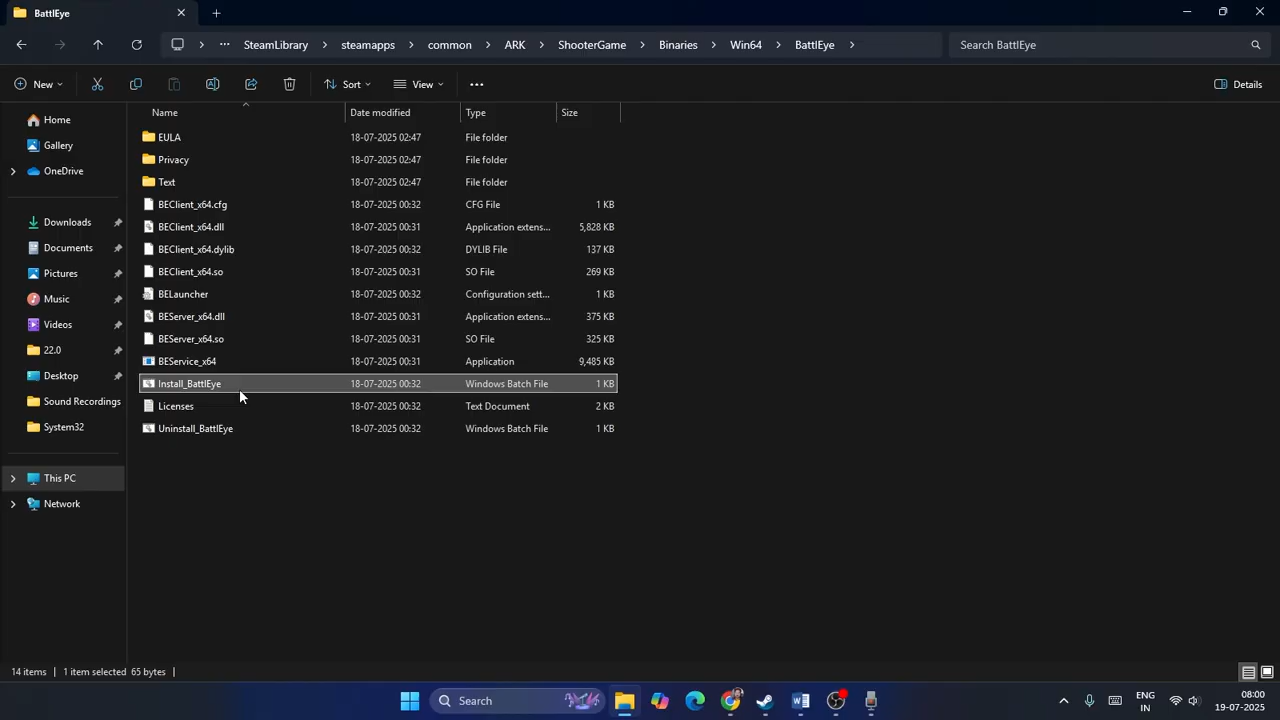 BattlEye
SteamLibrary steamapps common ARK ShooterGame Binaries Win64 BattlEye Search BattlEye
New Sort View Details
Name Date modified Type Size
Home
Gallery
OneDrive
Downloads
Documents
Pictures
Music
Videos
22.0
Desktop
Sound Recordings
System32
This PC
Network
EULA 18-07-2025 02:47 File folder
Privacy 18-07-2025 02:47 File folder
Text 18-07-2025 02:47 File folder
BEClient_x64.cfg 18-07-2025 00:32 CFG File 1 KB
BEClient_x64.dll 18-07-2025 00:31 Application extens... 5,828 KB
BEClient_x64.dylib 18-07-2025 00:32 DYLIB File 137 KB
BEClient_x64.so 18-07-2025 00:31 SO File 269 KB
BELauncher 18-07-2025 00:32 Configuration sett... 1 KB
BEServer_x64.dll 18-07-2025 00:31 Application extens... 375 KB
BEServer_x64.so 18-07-2025 00:31 SO File 325 KB
BEService_x64 18-07-2025 00:31 Application 9,485 KB
Install_BattlEye 18-07-2025 00:32 Windows Batch File 1 KB
Licenses 18-07-2025 00:32 Text Document 2 KB
Uninstall_BattlEye 18-07-2025 00:32 Windows Batch File 1 KB
14 items 1 item selected 65 bytes
Search
ENG
IN
08:00
19-07-2025